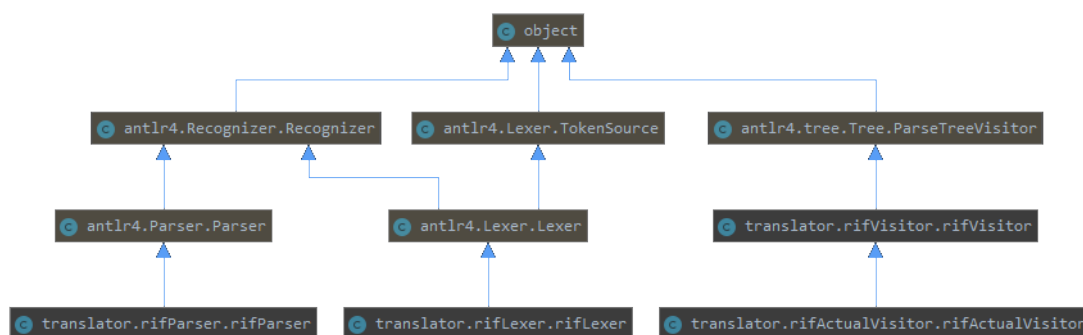 C object
C antlr4.Recognizer.Recognizer
C antlr4.Lexer.TokenSource
C antlr4.tree.Tree.ParseTreeVisitor
C antlr4.Parser.Parser
C antlr4.Lexer.Lexer
C translator.rifVisitor.rifVisitor
C translator.rifParser.rifParser
C translator.rifLexer.rifLexer
C translator.rifActualVisitor.rifActualVisitor